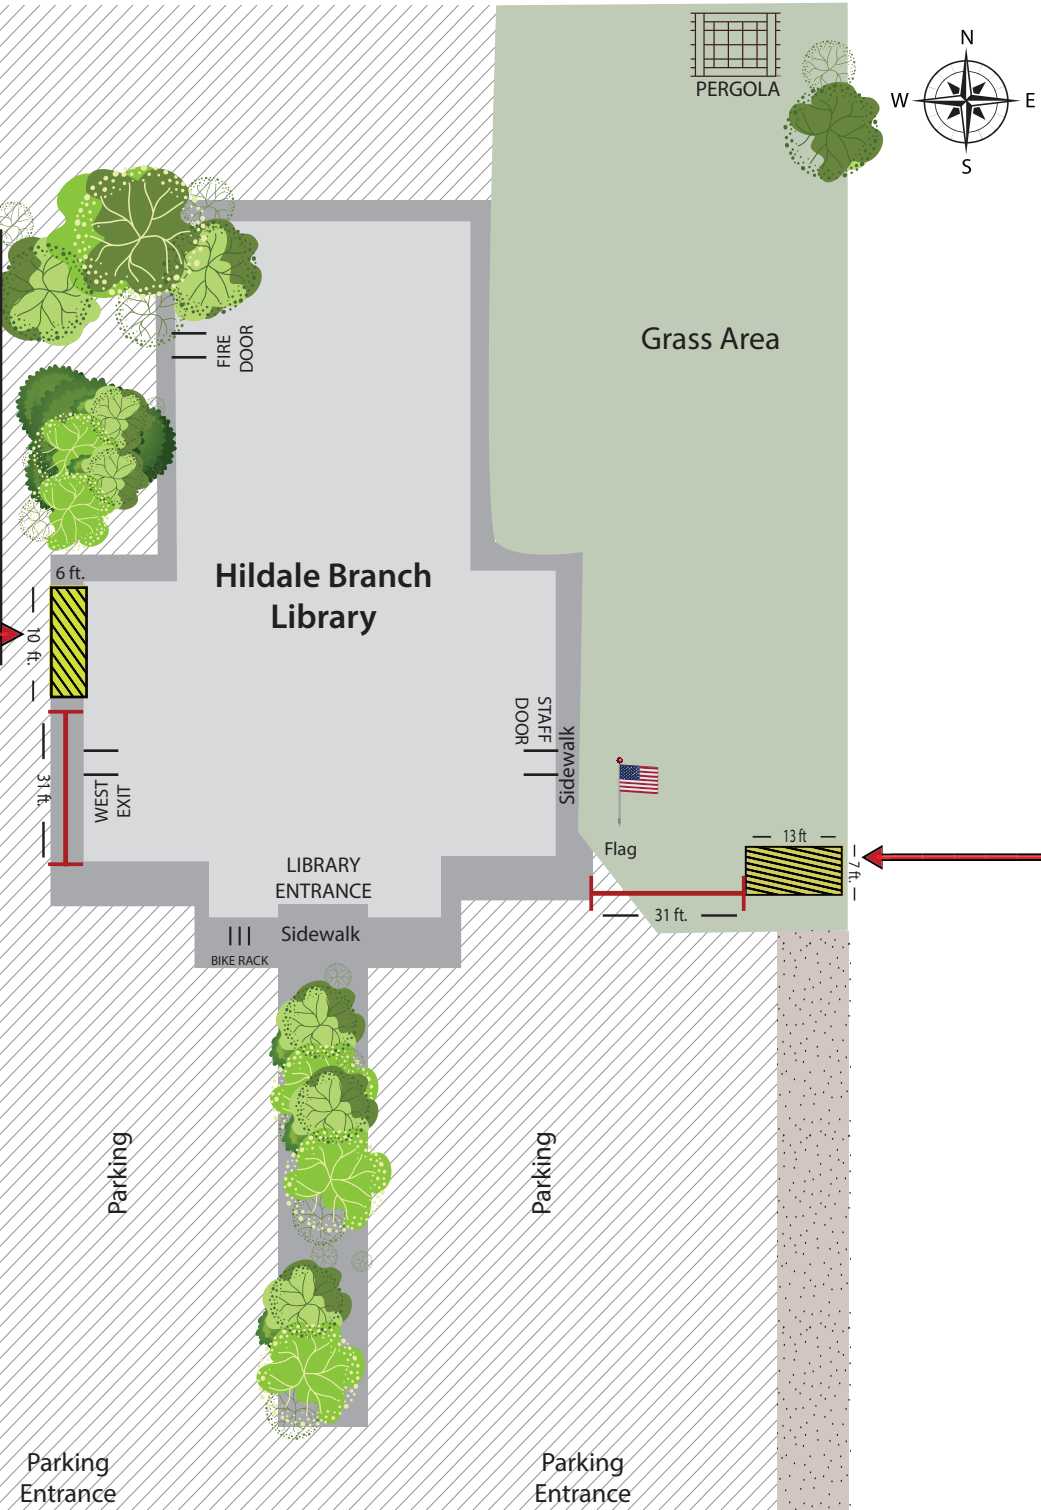 N
W
E
S
PERGOLA
Grass Area
FIRE
DOOR
Hildale Branch
Library
6 ft.
10 ft.
31 ft.
WEST
EXIT
STAFF
DOOR
Sidewalk
Flag
13 ft
7 ft.
31 ft.
LIBRARY
ENTRANCE
Sidewalk
BIKE RACK
Parking
Parking
Parking
Entrance
Parking
Entrance